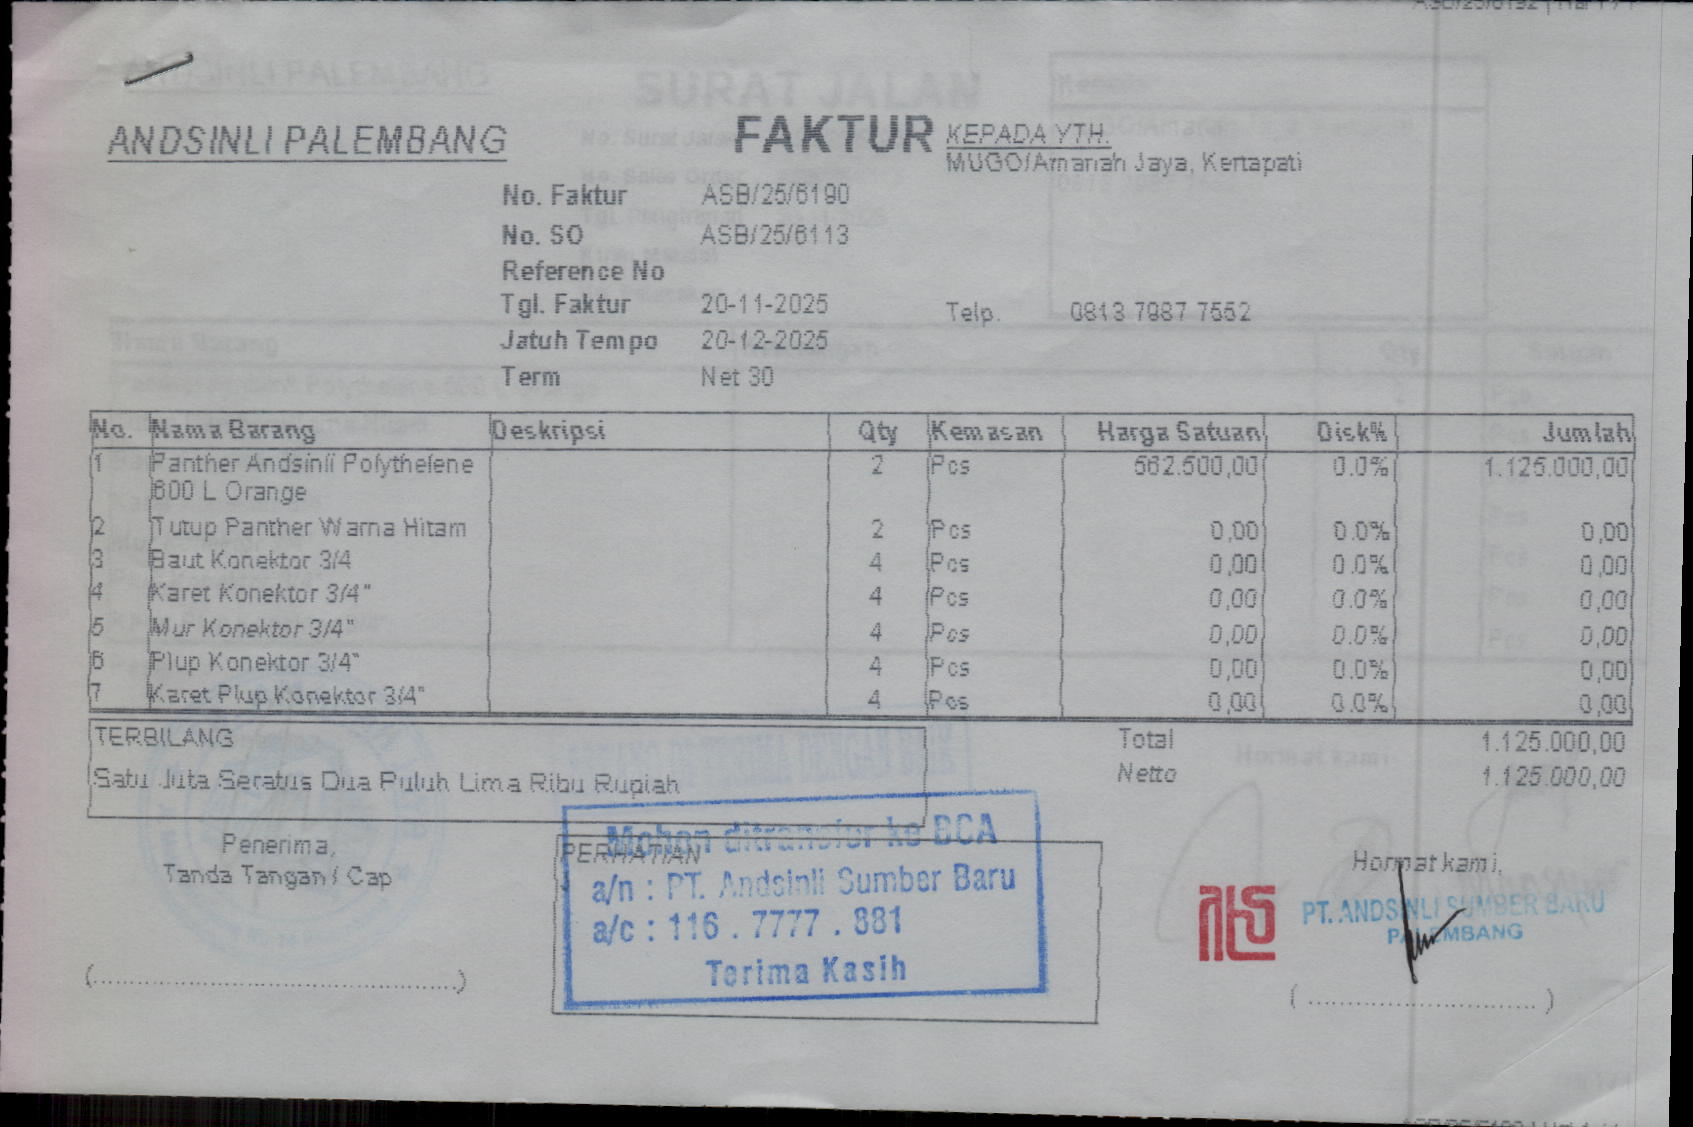 ANDSINLI PALEMBANG
FAKTUR
KEPADA YTH.
MUGO/Amanah Jaya, Kertapati
No. Faktur ASB/25/6190
No. SO ASB/25/6113
Reference No
Tgl. Faktur 20-11-2025
Telp. 0813 7987 7552
Jatuh Tempo 20-12-2025
Term Net 30
No. Nama Barang Deskripsi Qty Kemasan Harga Satuan Disk% Jumlah
1 Panther Andsinli Polythelene 2 Pcs 562.500,00 0.0% 1.125.000,00
600 L Orange
2 Tutup Panther Warna Hitam 2 Pcs 0,00 0.0% 0,00
3 Baut Konektor 3/4 4 Pcs 0,00 0.0% 0,00
4 Karet Konektor 3/4" 4 Pcs 0,00 0.0% 0,00
5 Mur Konektor 3/4" 4 Pcs 0,00 0.0% 0,00
6 Plup Konektor 3/4" 4 Pcs 0,00 0.0% 0,00
7 Karet Plup Konektor 3/4" 4 Pcs 0,00 0.0% 0,00
TERBILANG
Total 1.125.000,00
Satu Juta Seratus Dua Puluh Lima Ribu Rupiah
Netto 1.125.000,00
Penerima,
Tanda Tangan / Cap
(..................................................)
PERHATIAN
Mohon ditransfer ke BCA
a/n : PT. Andsinli Sumber Baru
a/c : 116 . 7777 . 881
Terima Kasih
Hormat kami,
PT. ANDSINLI SUMBER BARU
PALEMBANG
( ............................... )
SURAT JALAN